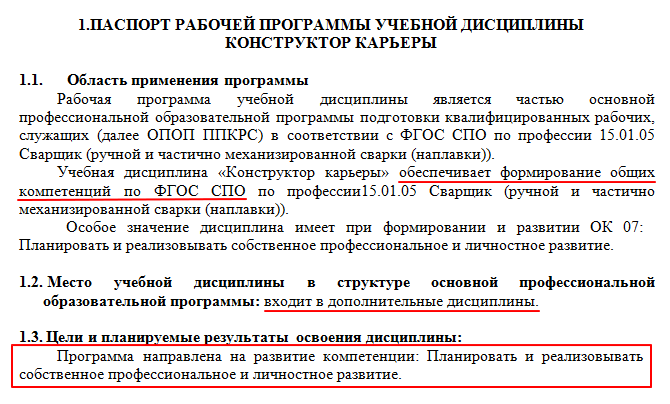 1.ПАСПОРТ РАБОЧЕЙ ПРОГРАММЫ УЧЕБНОЙ ДИСЦИПЛИНЫ
КОНСТРУКТОР КАРЬЕРЫ
1.1. Область применения программы
Рабочая программа учебной дисциплины является частью основной
профессиональной образовательной программы подготовки квалифицированных рабочих,
служащих (далее ОПОП ППКРС) в соответствии с ФГОС СПО по профессии 15.01.05
Сварщик (ручной и частично механизированной сварки (наплавки)).
Учебная дисциплина «Конструктор карьеры» обеспечивает формирование общих
компетенций по ФГОС СПО по профессии15.01.05 Сварщик (ручной и частично
механизированной сварки (наплавки)).
Особое значение дисциплина имеет при формировании и развитии ОК 07:
Планировать и реализовывать собственное профессиональное и личностное развитие.
1.2. Место учебной дисциплины в структуре основной профессиональной
образовательной программы: входит в дополнительные дисциплины.
1.3. Цели и планируемые результаты освоения дисциплины:
Программа направлена на развитие компетенции: Планировать и реализовывать
собственное профессиональное и личностное развитие.